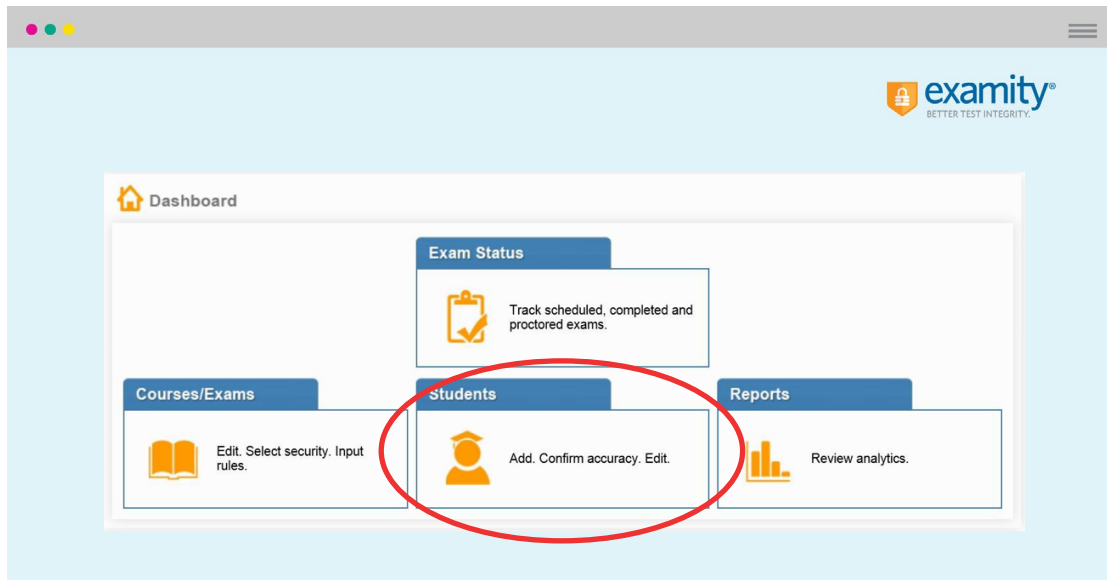 examity®
BETTER TEST INTEGRITY.
Dashboard
Exam Status
Track scheduled, completed and
proctored exams.
Courses/Exams
Edit. Select security. Input
rules.
Students
Add. Confirm accuracy. Edit.
Reports
Review analytics.